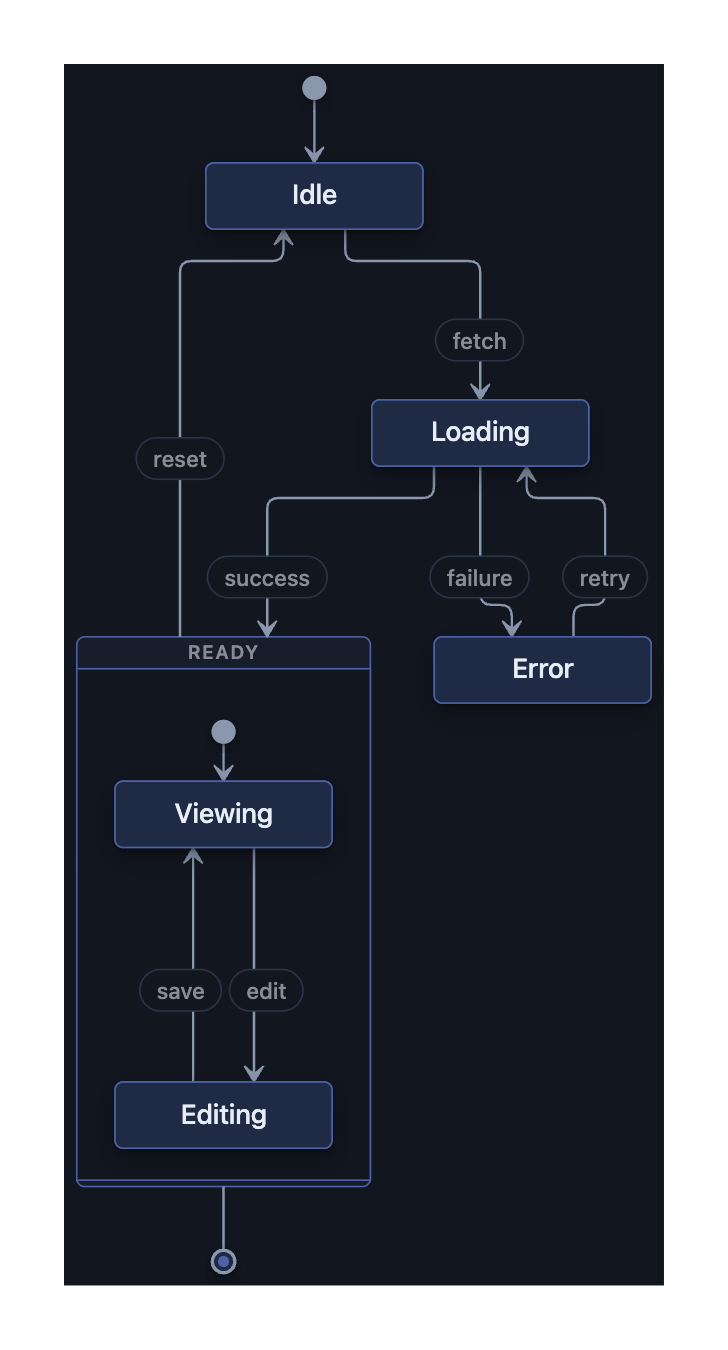 Idle
fetch
Loading
reset
success
failure
retry
READY
Error
Viewing
save
edit
Editing